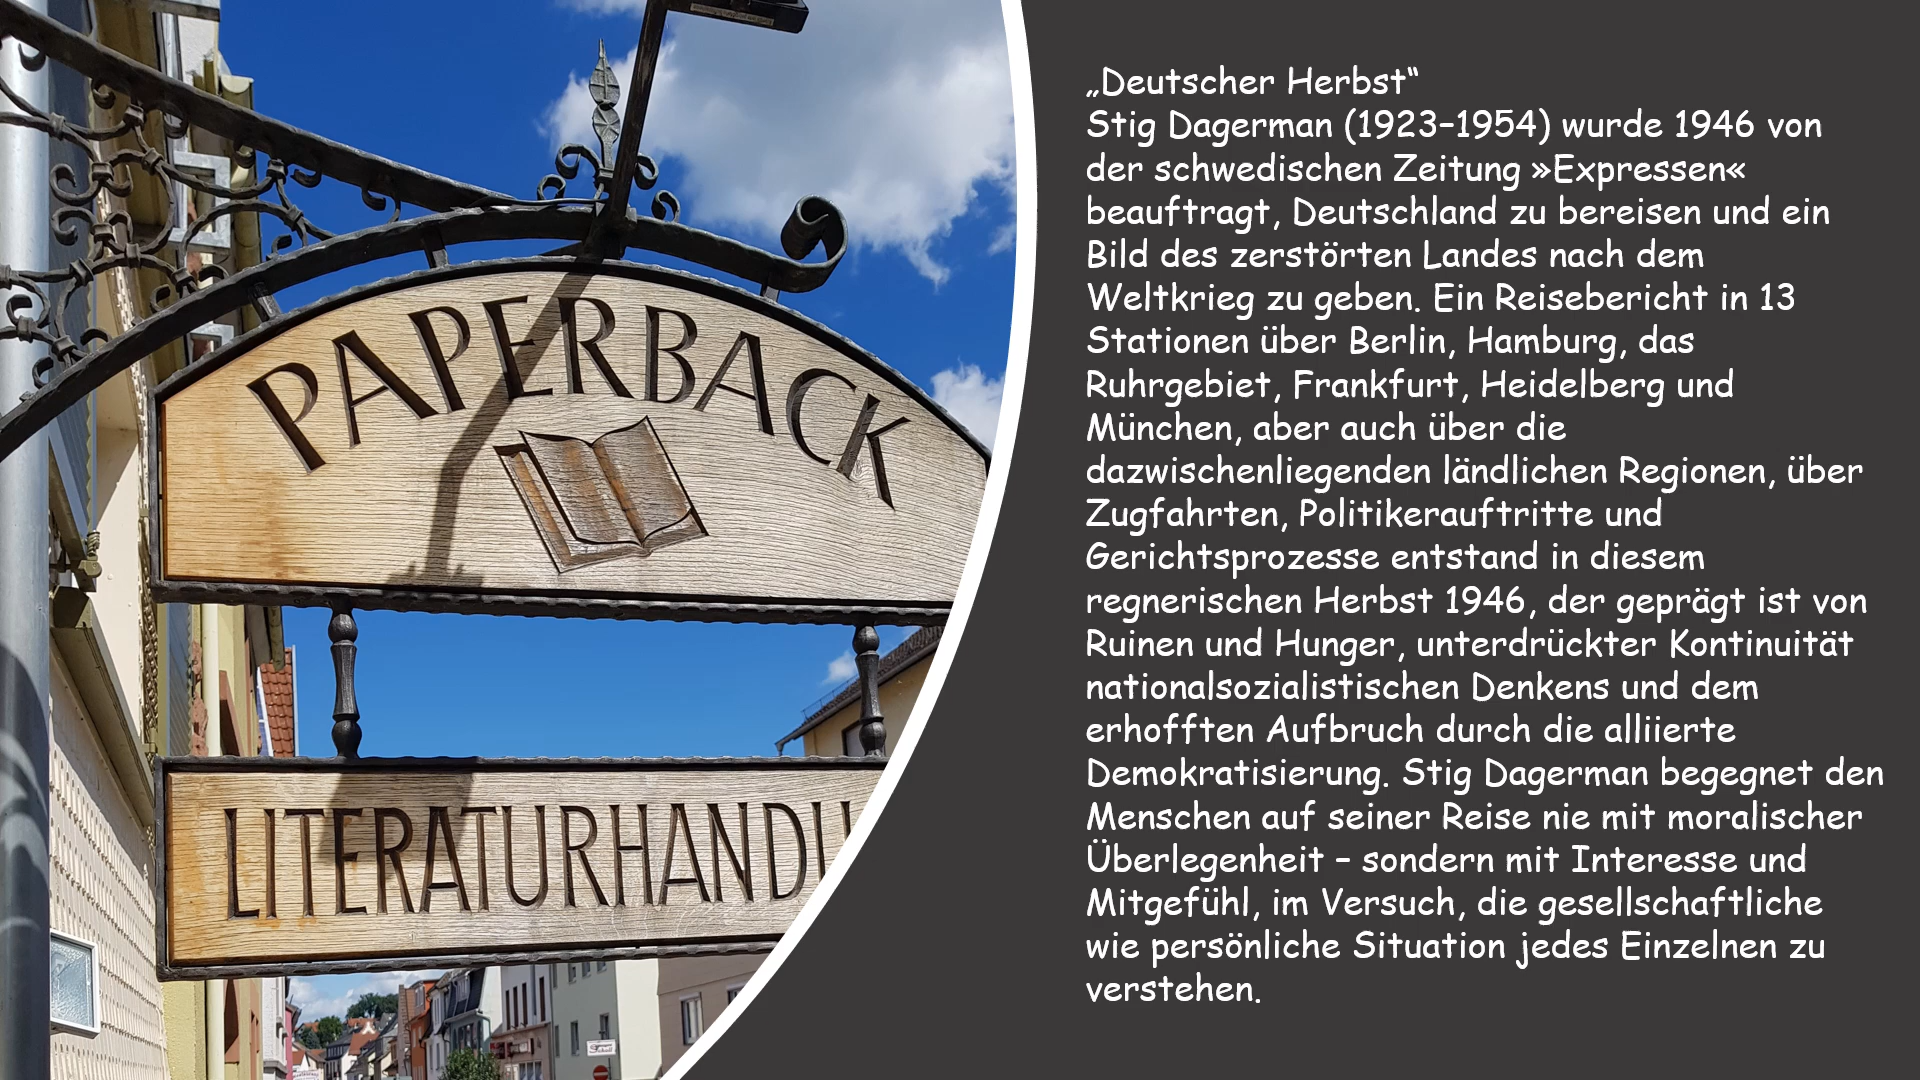 PAPERBACK
LITERATURHANDLU
„Deutscher Herbst“
Stig Dagerman (1923–1954) wurde 1946 von
der schwedischen Zeitung »Expressen«
beauftragt, Deutschland zu bereisen und ein
Bild des zerstörten Landes nach dem
Weltkrieg zu geben. Ein Reisebericht in 13
Stationen über Berlin, Hamburg, das
Ruhrgebiet, Frankfurt, Heidelberg und
München, aber auch über die
dazwischenliegenden ländlichen Regionen, über
Zugfahrten, Politikerauftritte und
Gerichtsprozesse entstand in diesem
regnerischen Herbst 1946, der geprägt ist von
Ruinen und Hunger, unterdrückter Kontinuität
nationalsozialistischen Denkens und dem
erhofften Aufbruch durch die alliierte
Demokratisierung. Stig Dagerman begegnet den
Menschen auf seiner Reise nie mit moralischer
Überlegenheit – sondern mit Interesse und
Mitgefühl, im Versuch, die gesellschaftliche
wie persönliche Situation jedes Einzelnen zu
verstehen.